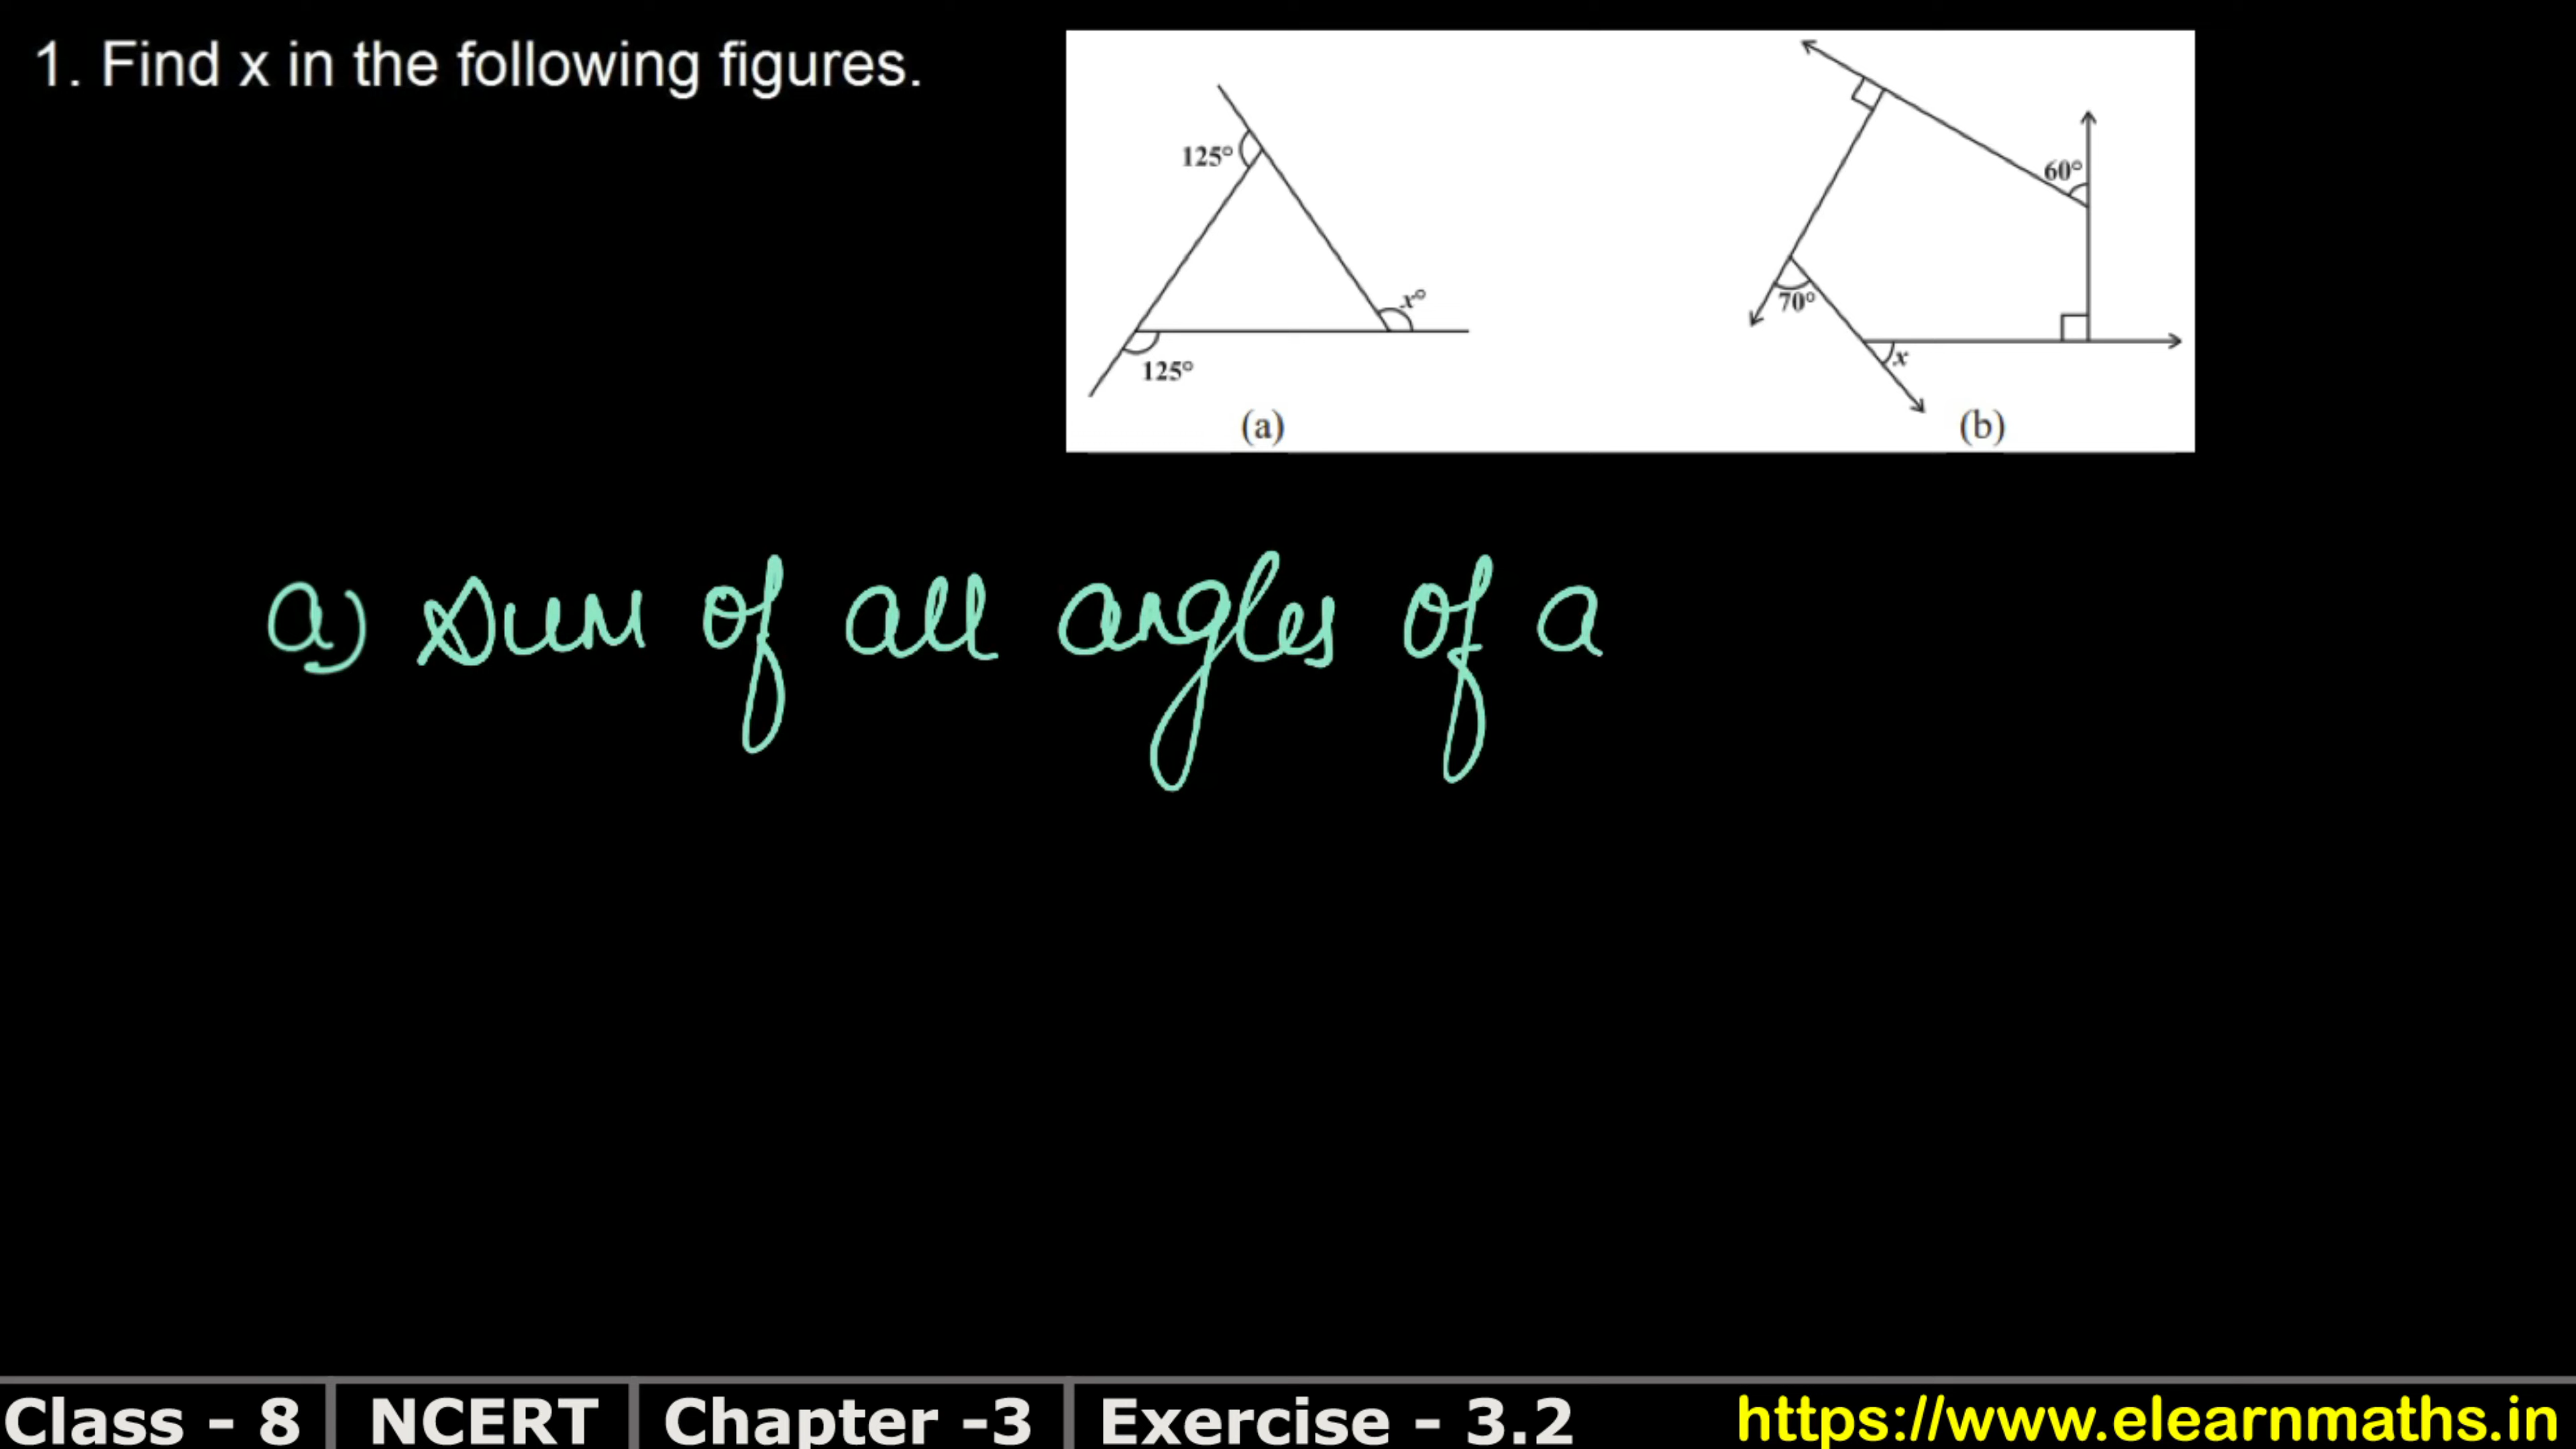 1. Find x in the following figures.
125°
x°
125°
(a)
60°
70°
x
(b)
a) Sum of all angles of a
Class - 8 | NCERT | Chapter -3 | Exercise - 3.2 https://www.elearnmaths.in